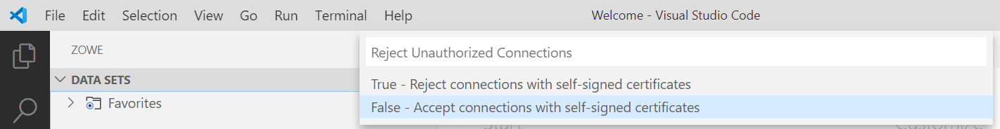 File Edit Selection View Go Run Terminal Help Welcome - Visual Studio Code
ZOWE
Reject Unauthorized Connections
DATA SETS
True - Reject connections with self-signed certificates
Favorites
False - Accept connections with self-signed certificates